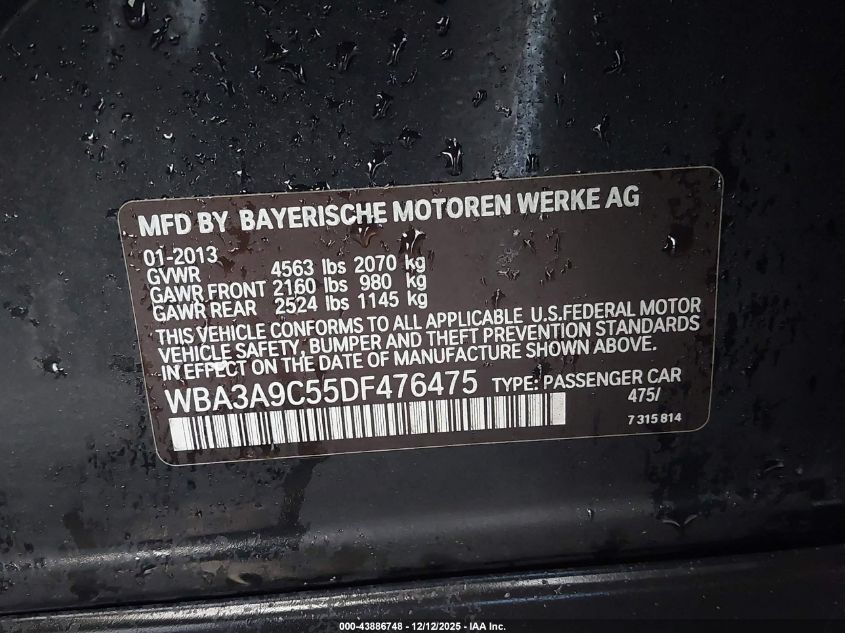 MFD BY BAYERISCHE MOTOREN WERKE AG
01-2013
GVWR 4563 lbs 2070 kg
GAWR FRONT 2160 lbs 980 kg
GAWR REAR 2524 lbs 1145 kg
THIS VEHICLE CONFORMS TO ALL APPLICABLE U.S.FEDERAL MOTOR
VEHICLE SAFETY, BUMPER AND THEFT PREVENTION STANDARDS
IN EFFECT ON THE DATE OF MANUFACTURE SHOWN ABOVE.
WBA3A9C55DF476475 TYPE: PASSENGER CAR
475/
7 315 814
000-43886748 - 12/12/2025 - IAA Inc.